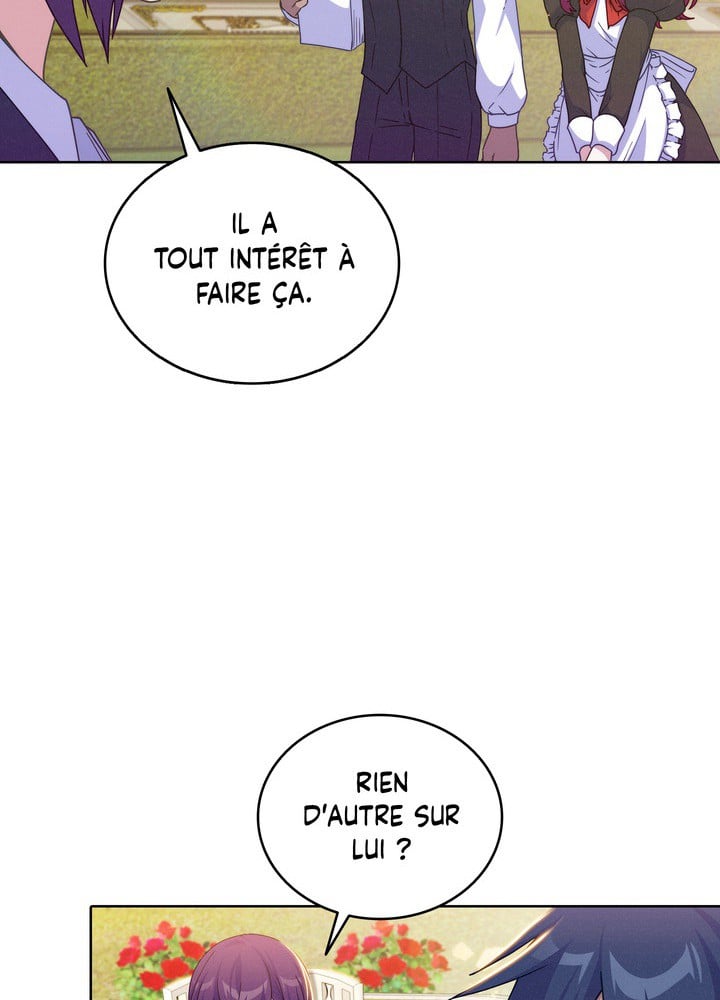 IL A
TOUT INTÉRÊT À
FAIRE ÇA.
RIEN
D'AUTRE SUR
LUI ?